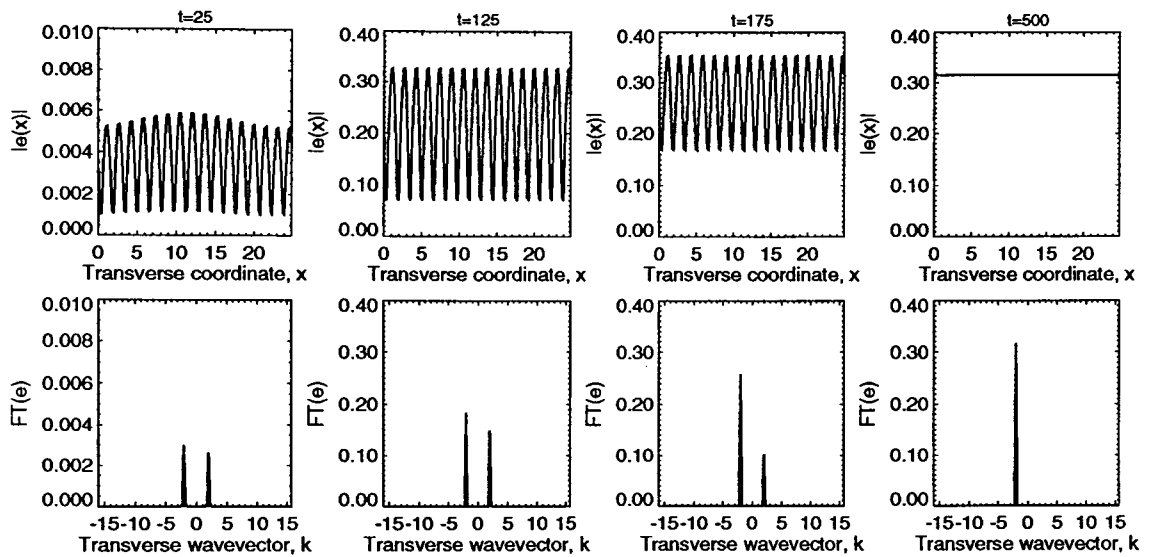 t=25
t=125
t=175
t=500
|e(x)|
0.010
0.008
0.006
0.004
0.002
0.000
0 5 10 15 20
Transverse coordinate, x
|e(x)|
0.40
0.30
0.20
0.10
0.00
0 5 10 15 20
Transverse coordinate, x
|e(x)|
0.40
0.30
0.20
0.10
0.00
0 5 10 15 20
Transverse coordinate, x
|e(x)|
0.40
0.30
0.20
0.10
0.00
0 5 10 15 20
Transverse coordinate, x
FT(e)
0.010
0.008
0.006
0.004
0.002
0.000
-15-10 -5 0 5 10 15
Transverse wavevector, k
FT(e)
0.40
0.30
0.20
0.10
0.00
-15-10 -5 0 5 10 15
Transverse wavevector, k
FT(e)
0.40
0.30
0.20
0.10
0.00
-15-10 -5 0 5 10 15
Transverse wavevector, k
FT(e)
0.40
0.30
0.20
0.10
0.00
-15-10 -5 0 5 10 15
Transverse wavevector, k